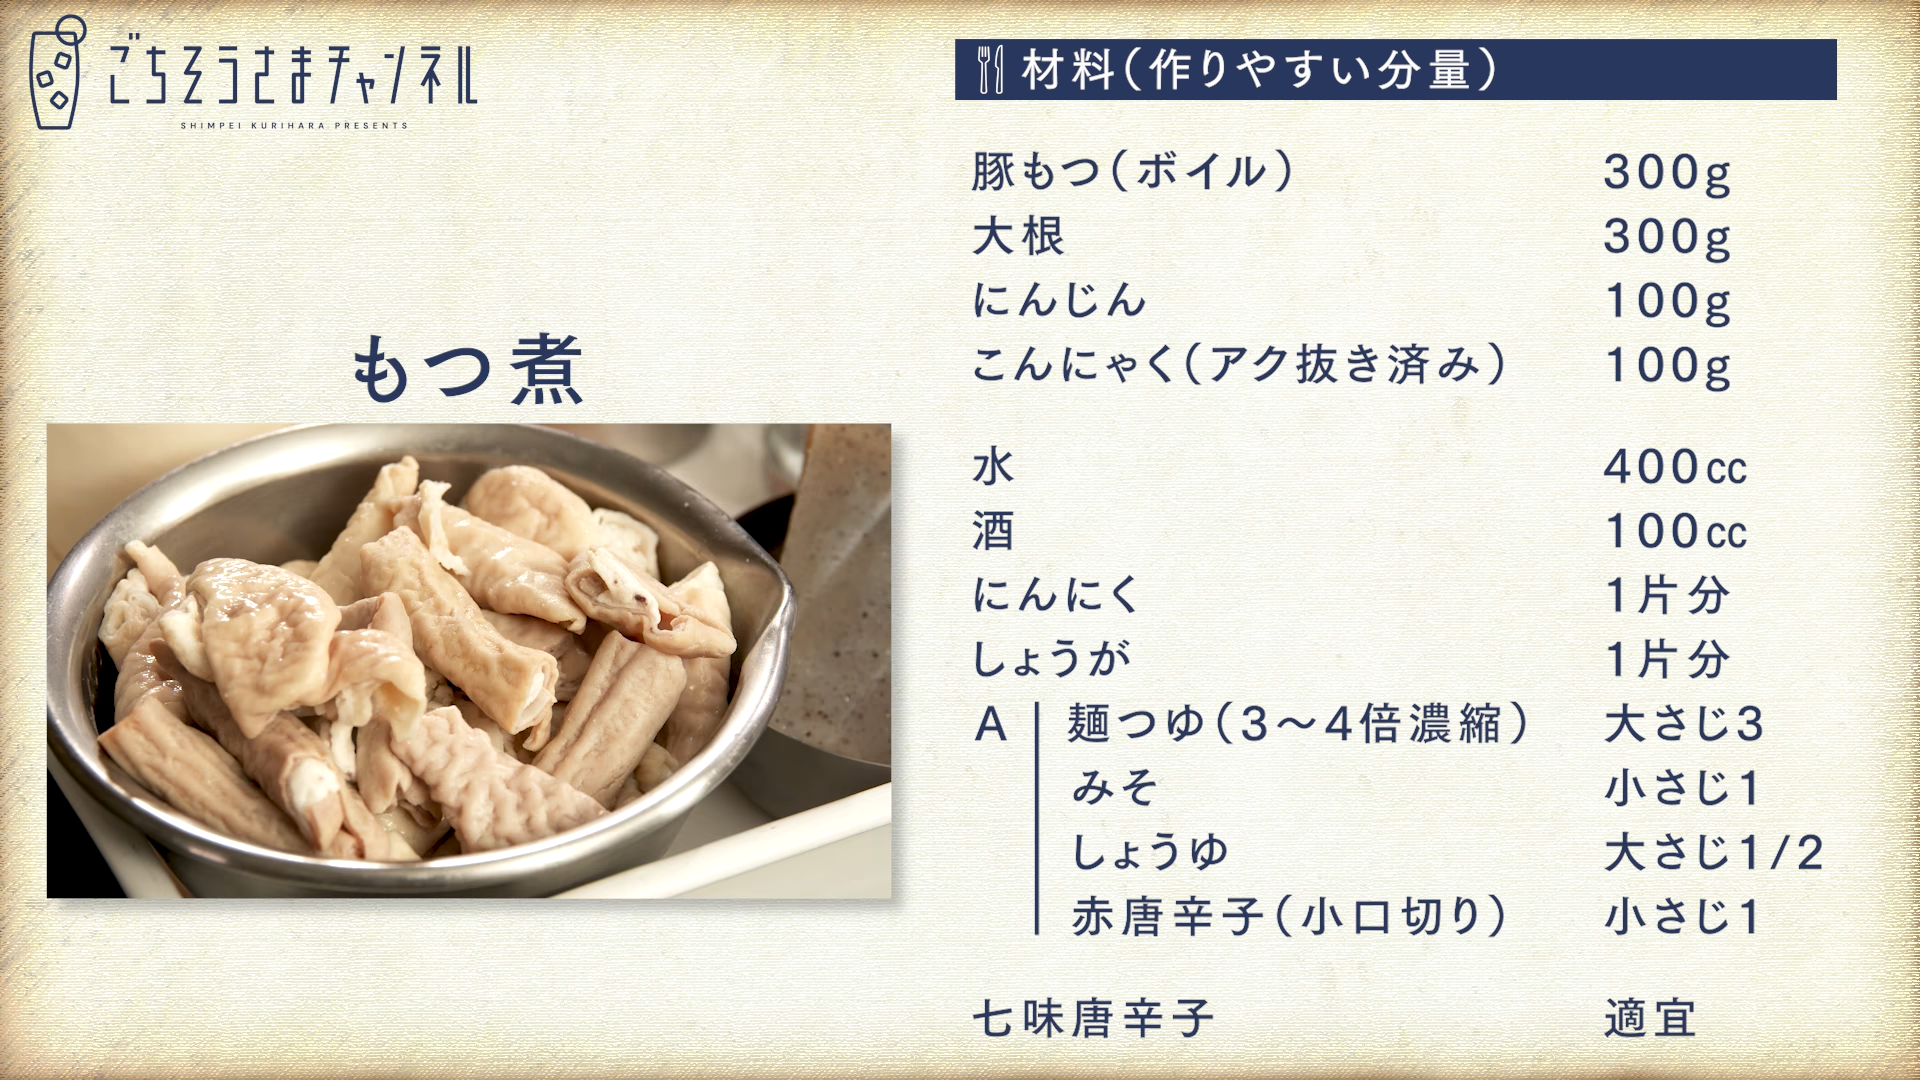 ごちそうさまチャンネル
SHIMPEI KURIHARA PRESENTS
もつ煮
材料(作りやすい分量)
豚もつ(ボイル) 300g
大根 300g
にんじん 100g
こんにゃく(アク抜き済み) 100g
水 400cc
酒 100cc
にんにく 1片分
しょうが 1片分
A 麺つゆ(3〜4倍濃縮) 大さじ3
みそ 小さじ1
しょうゆ 大さじ1/2
赤唐辛子(小口切り) 小さじ1
七味唐辛子 適宜